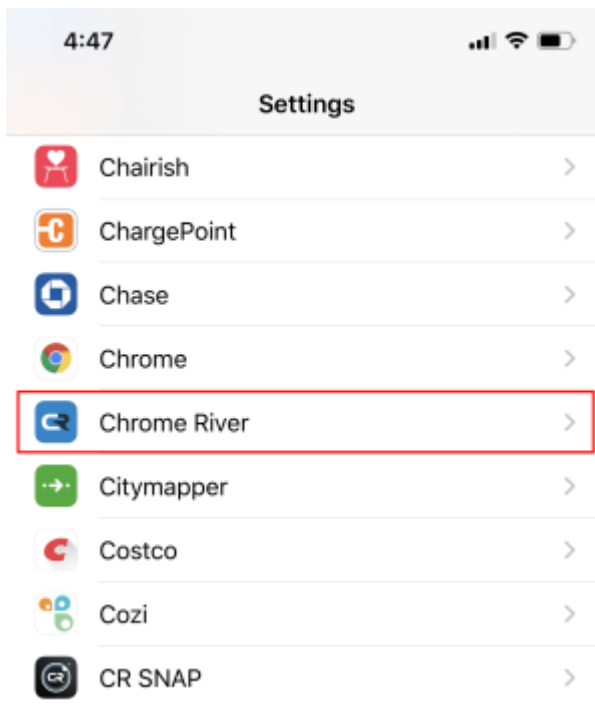 4:47
Settings
Chairish
ChargePoint
Chase
Chrome
Chrome River
Citymapper
Costco
Cozi
CR SNAP